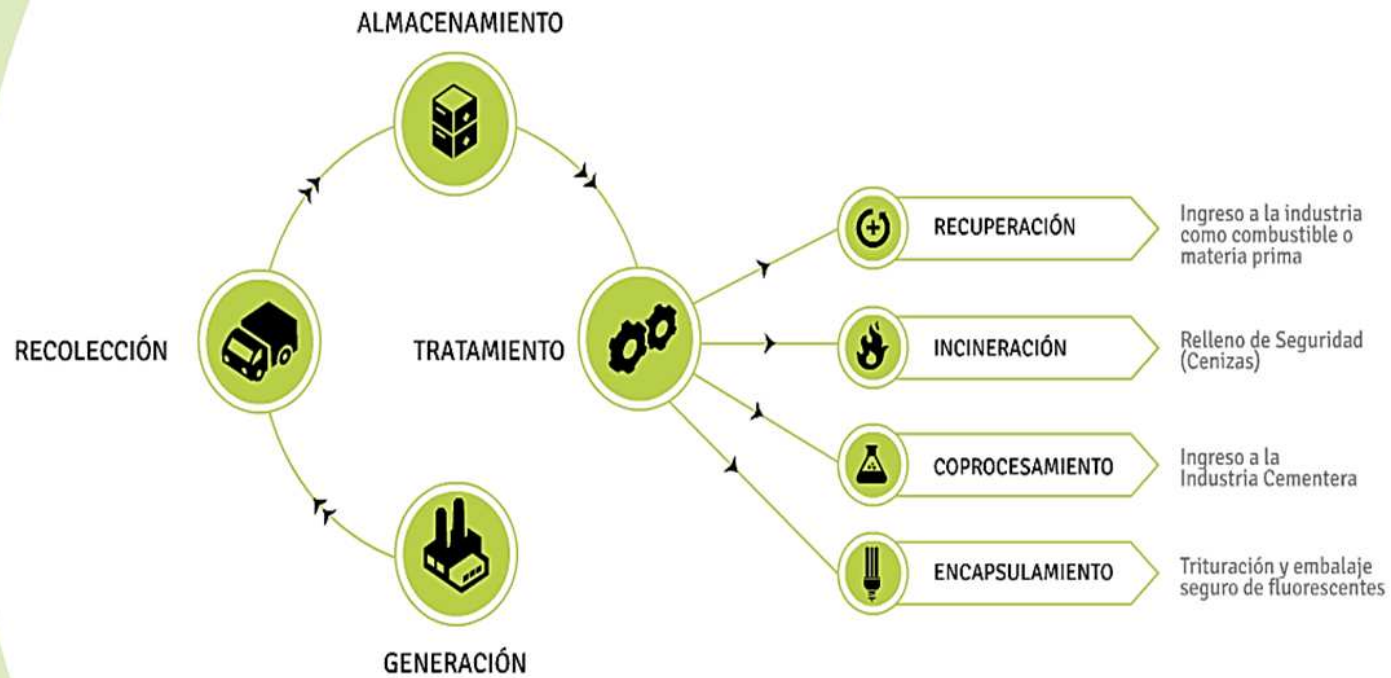 ALMACENAMIENTO
RECOLECCIÓN
TRATAMIENTO
GENERACIÓN
RECUPERACIÓN
Ingreso a la industria
como combustible o
materia prima
INCINERACIÓN
Relleno de Seguridad
(Cenizas)
COPROCESAMIENTO
Ingreso a la
Industria Cementera
ENCAPSULAMIENTO
Trituración y embalaje
seguro de fluorescentes